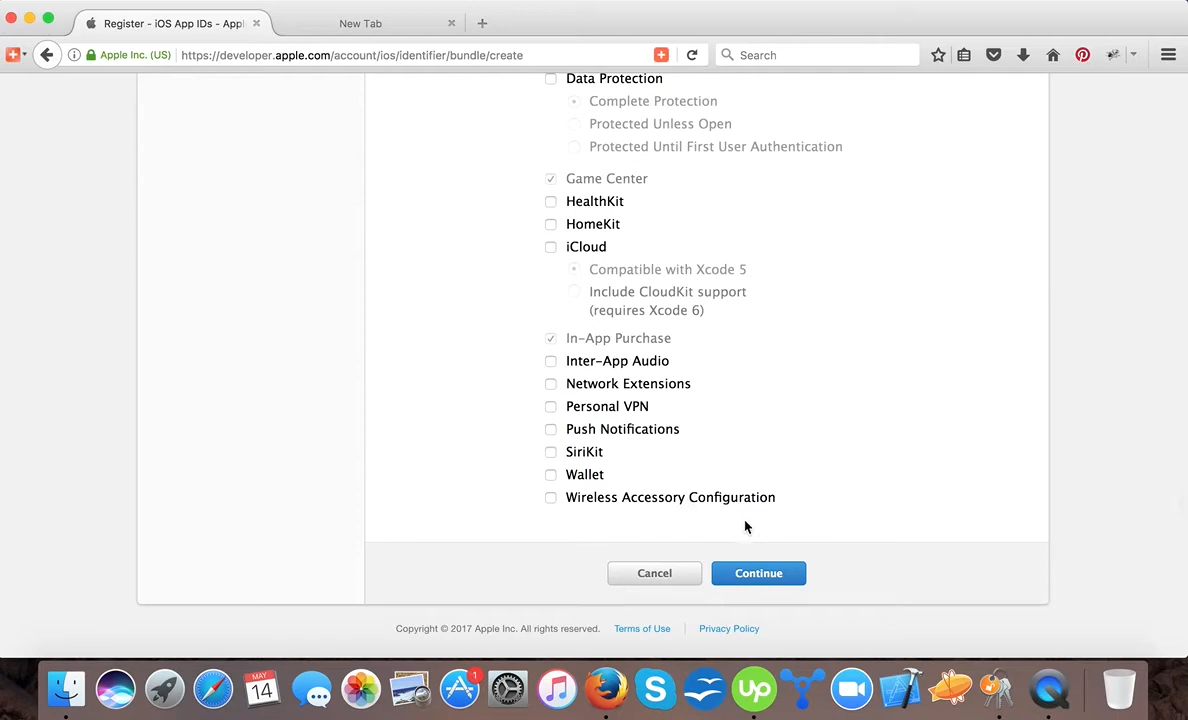 Register - iOS App IDs - Appl
New Tab
Apple Inc. (US)
https://developer.apple.com/account/ios/identifier/bundle/create
Search
Data Protection
Complete Protection
Protected Unless Open
Protected Until First User Authentication
Game Center
HealthKit
HomeKit
iCloud
Compatible with Xcode 5
Include CloudKit support
(requires Xcode 6)
In-App Purchase
Inter-App Audio
Network Extensions
Personal VPN
Push Notifications
SiriKit
Wallet
Wireless Accessory Configuration
Cancel
Continue
Copyright © 2017 Apple Inc. All rights reserved.
Terms of Use
Privacy Policy
MAY
14
1
S
Up